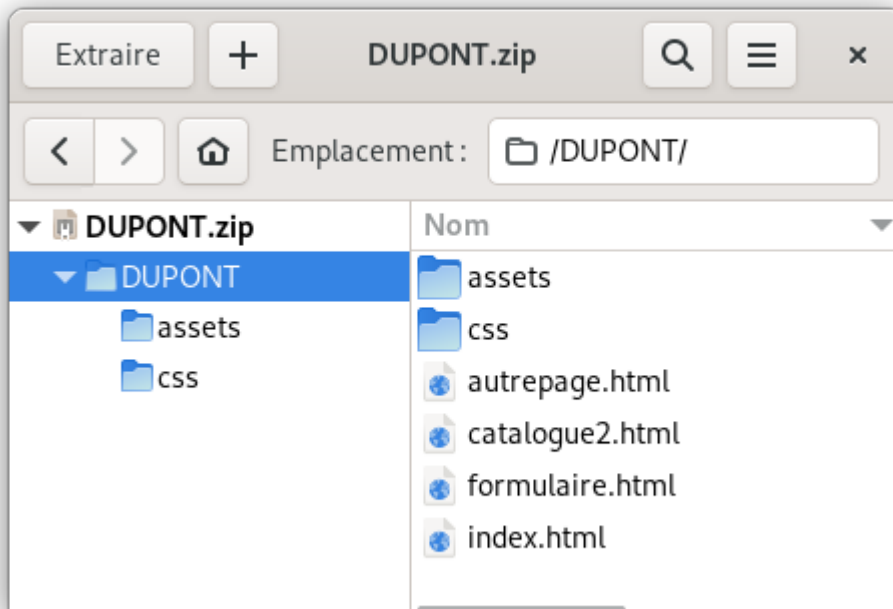 Extraire
DUPONT.zip
Emplacement :
/DUPONT/
DUPONT.zip
DUPONT
assets
css
Nom
assets
css
autrepage.html
catalogue2.html
formulaire.html
index.html